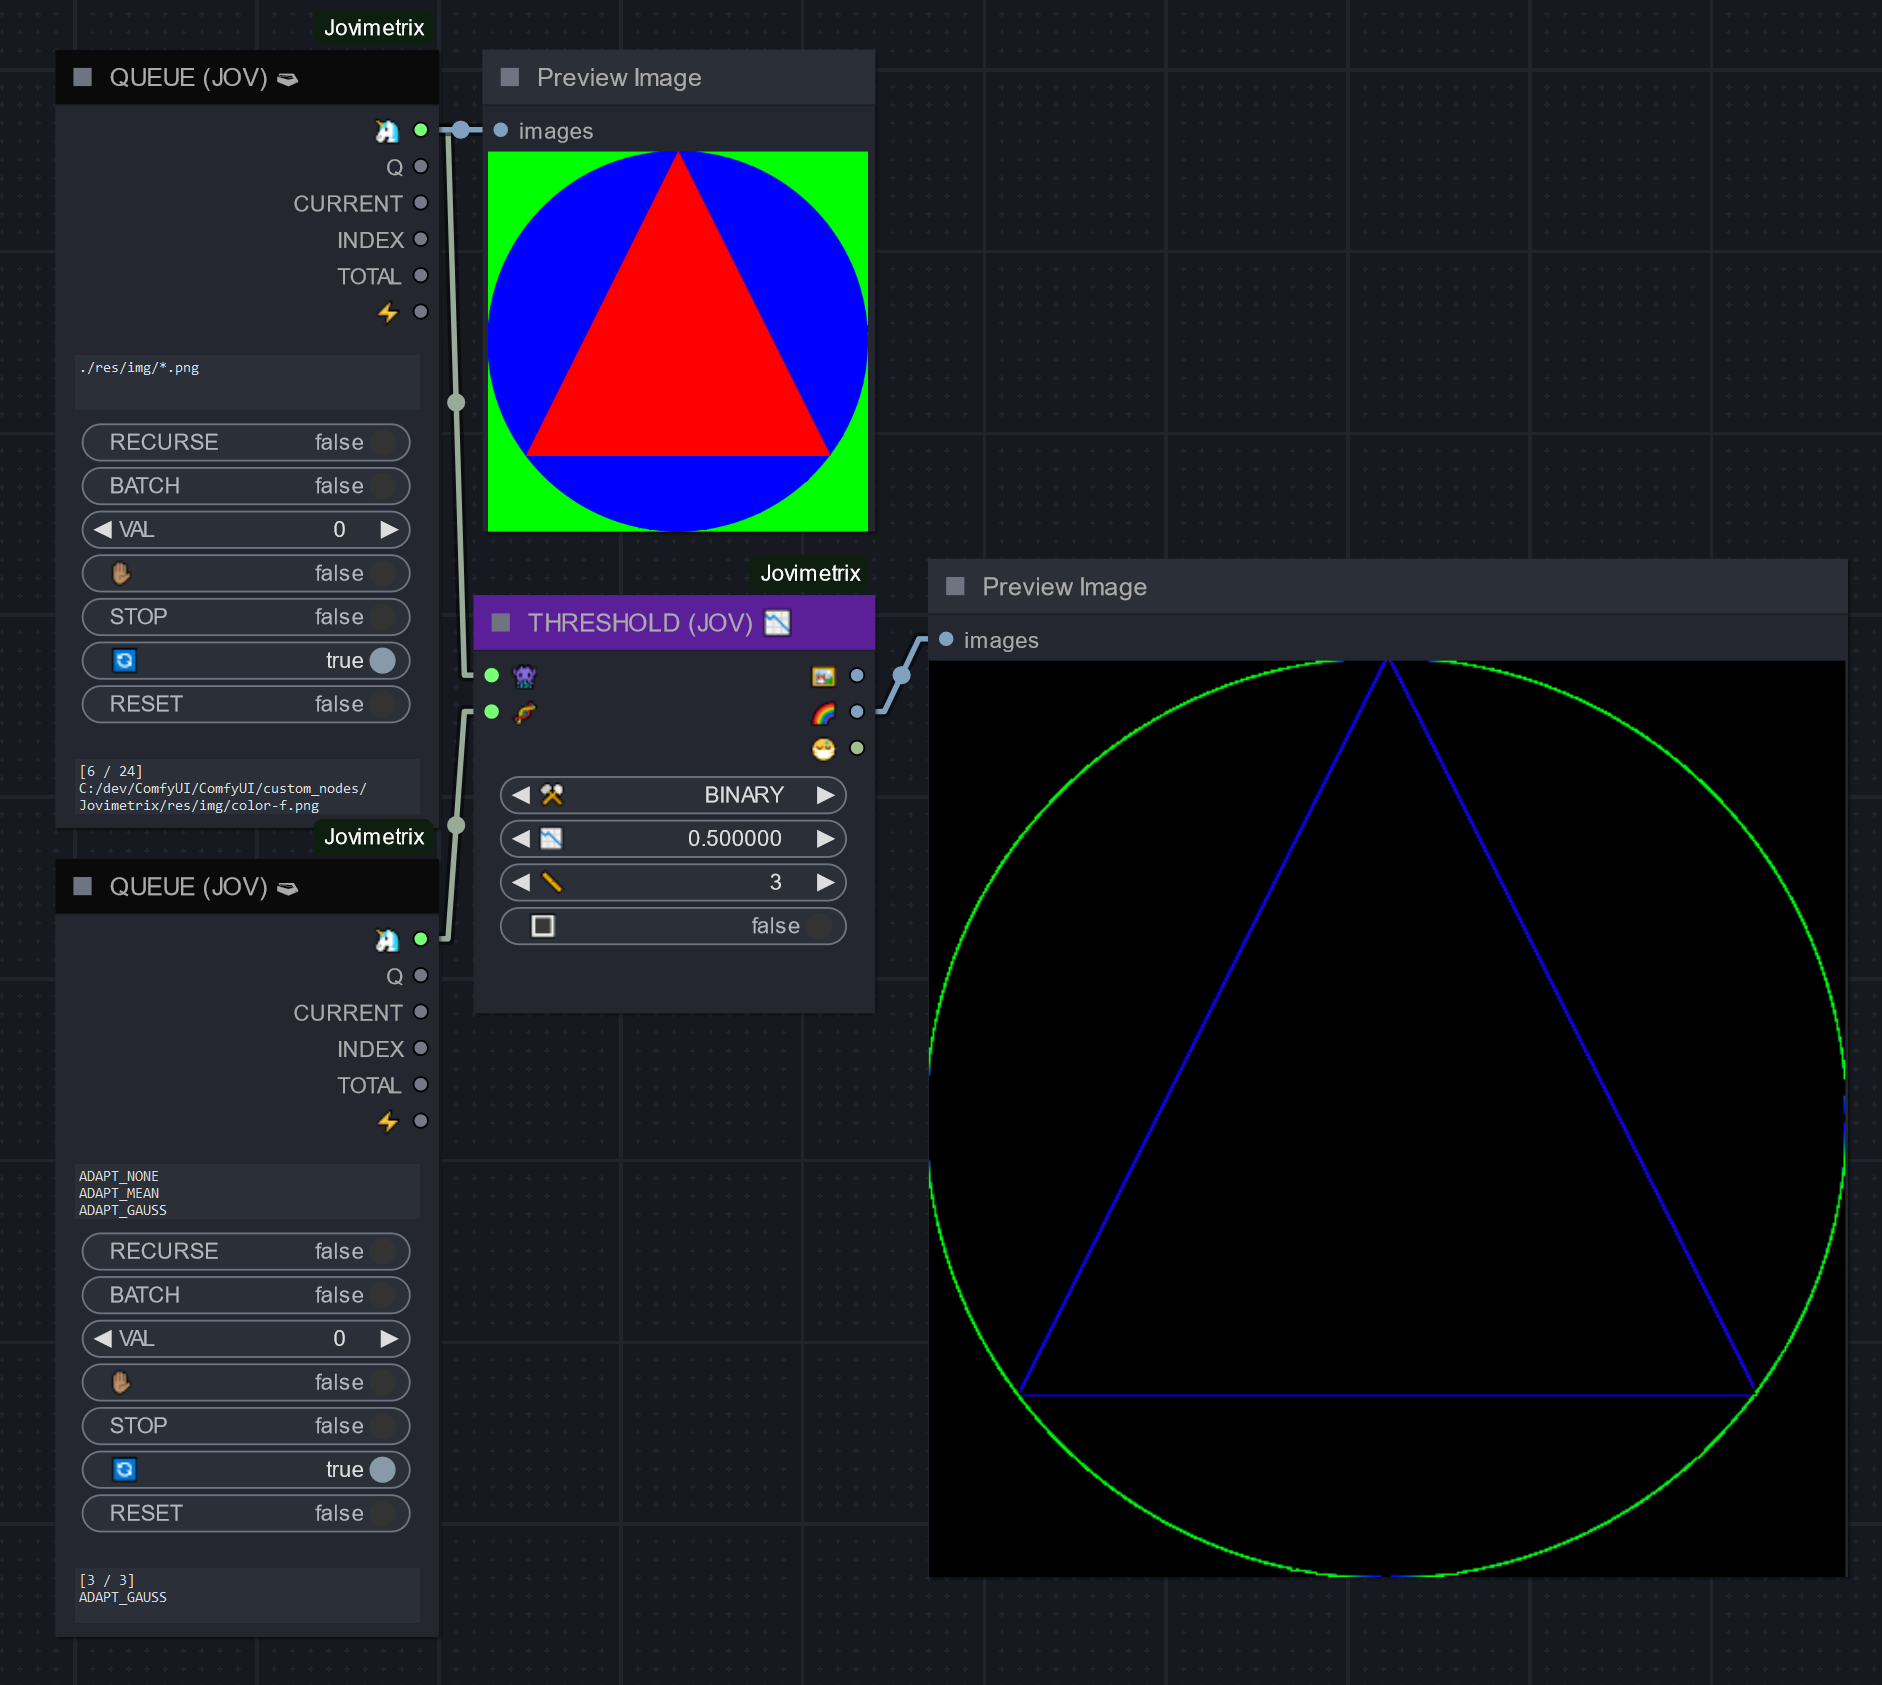 Jovimetrix
QUEUE (JOV)
Q
CURRENT
INDEX
TOTAL
./res/img/*.png
RECURSE false
BATCH false
VAL 0
false
STOP false
true
RESET false
[6 / 24]
C:/dev/ComfyUI/ComfyUI/custom_nodes/
Jovimetrix/res/img/color-f.png
Preview Image
images
Jovimetrix
THRESHOLD (JOV)
BINARY
0.500000
3
false
Preview Image
images
Jovimetrix
QUEUE (JOV)
Q
CURRENT
INDEX
TOTAL
ADAPT_NONE
ADAPT_MEAN
ADAPT_GAUSS
RECURSE false
BATCH false
VAL 0
false
STOP false
true
RESET false
[3 / 3]
ADAPT_GAUSS